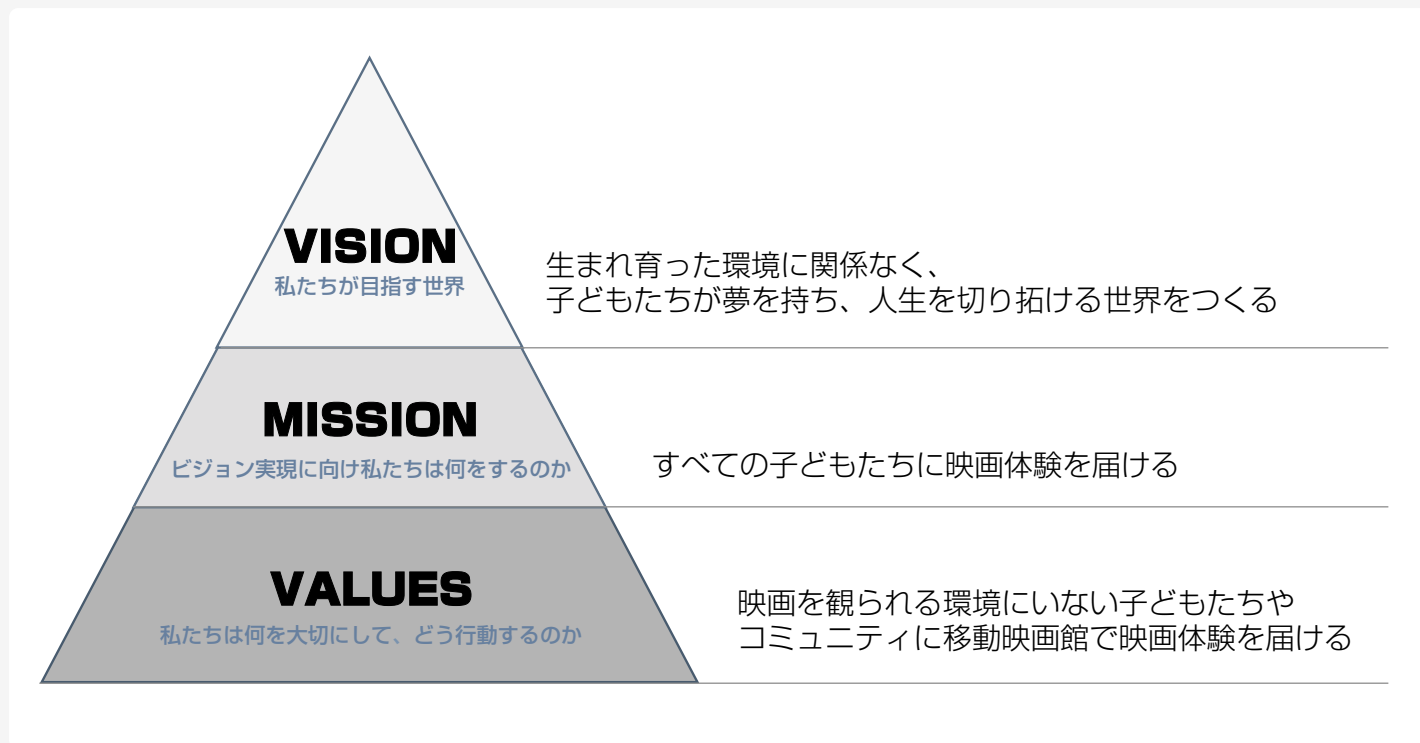 VISION
私たちが目指す世界
生まれ育った環境に関係なく、
子どもたちが夢を持ち、人生を切り拓ける世界をつくる
MISSION
ビジョン実現に向け私たちは何をするのか
すべての子どもたちに映画体験を届ける
VALUES
私たちは何を大切にして、どう行動するのか
映画を観られる環境にいない子どもたちや
コミュニティに移動映画館で映画体験を届ける